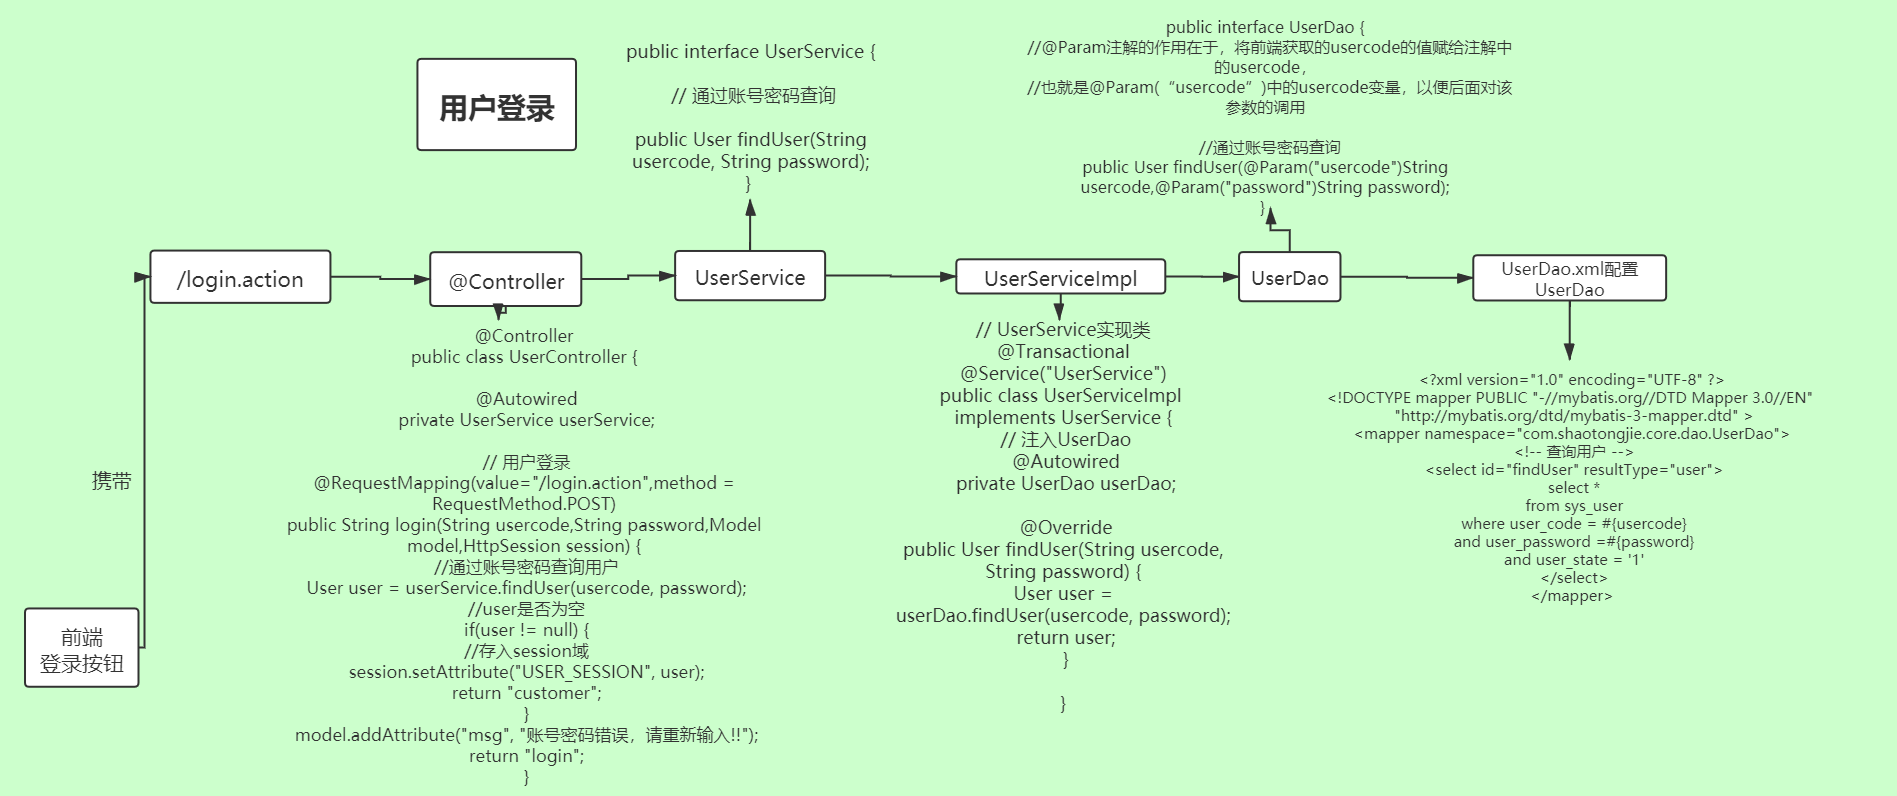 用户登录
public interface UserService {
// 通过账号密码查询
public User findUser(String
usercode, String password);
}
public interface UserDao {
//@Param注解的作用在于，将前端获取的usercode的值赋给注解中
的usercode，
//也就是@Param(“usercode”)中的usercode变量，以便后面对该
参数的调用
//通过账号密码查询
public User findUser(@Param("usercode")String
usercode,@Param("password")String password);
}
/login.action
@Controller
UserService
UserServiceImpl
UserDao
UserDao.xml配置
UserDao
携带
前端
登录按钮
@Controller
public class UserController {
@Autowired
private UserService userService;
// 用户登录
@RequestMapping(value="/login.action",method =
RequestMethod.POST)
public String login(String usercode,String password,Model
model,HttpSession session) {
//通过账号密码查询用户
User user = userService.findUser(usercode, password);
//user是否为空
if(user != null) {
//存入session域
session.setAttribute("USER_SESSION", user);
return "customer";
}
model.addAttribute("msg", "账号密码错误，请重新输入!!");
return "login";
}
// UserService实现类
@Transactional
@Service("UserService")
public class UserServiceImpl
implements UserService {
// 注入UserDao
@Autowired
private UserDao userDao;
@Override
public User findUser(String usercode,
String password) {
User user =
userDao.findUser(usercode, password);
return user;
}
}
<?xml version="1.0" encoding="UTF-8" ?>
<!DOCTYPE mapper PUBLIC "-//mybatis.org//DTD Mapper 3.0//EN"
"http://mybatis.org/dtd/mybatis-3-mapper.dtd" >
<mapper namespace="com.shaotongjie.core.dao.UserDao">
<!-- 查询用户 -->
<select id="findUser" resultType="user">
select *
from sys_user
where user_code = #{usercode}
and user_password =#{password}
and user_state = '1'
</select>
</mapper>